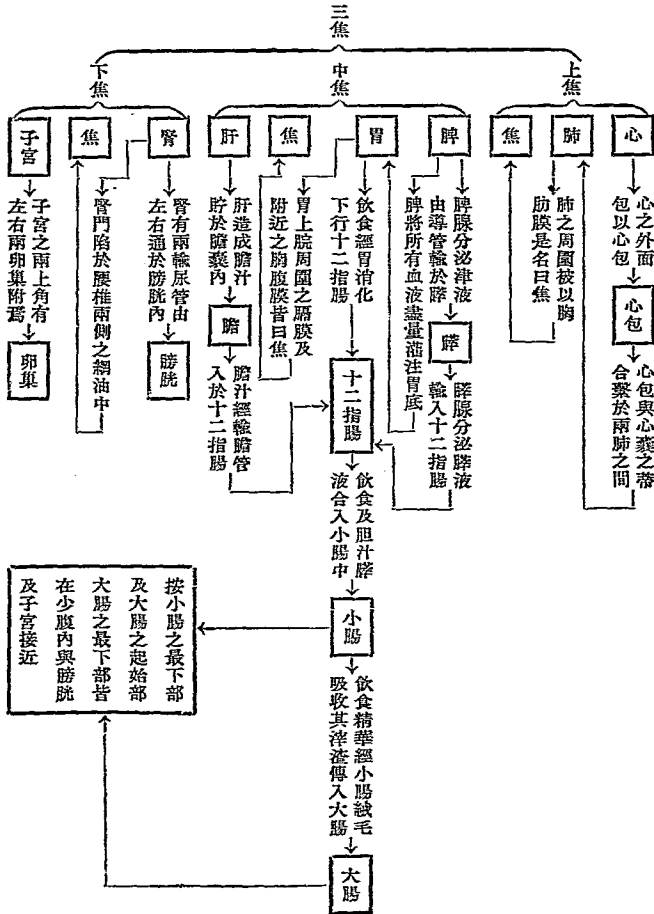 三焦
上焦
中焦
下焦
心
心之外面
包以心包
心包
心包與心囊之蒂
合繫於兩肺之間
肺
肺之周圍被以胸
肋膜是名曰焦
焦
脾
脾腺分泌津液
由導管輸於膵
膵
膵腺分泌膵液
輸入十二指腸
脾將所有血液盡量灌注胃底
胃
飲食經胃消化
下行十二指腸
十二指腸
胃上脘周圍之膈膜及
附近之胸腹膜皆曰焦
焦
肝
肝造成膽汁
貯於膽囊內
膽
膽汁經輸膽管
入於十二指腸
腎
腎有兩輸尿管由
左右通於膀胱內
膀胱
腎門陷於腰椎兩側之網油中
焦
子宮
子宮之兩上角有
左右兩卵巢附焉
卵巢
飲食及胆汁膵
液合入小腸中
小腸
飲食精華經小腸絨毛
吸收其滓渣傳入大腸
大腸
按小腸之最下部
及大腸之起始部
大腸之最下部皆
在少腹內與膀胱
及子宮接近